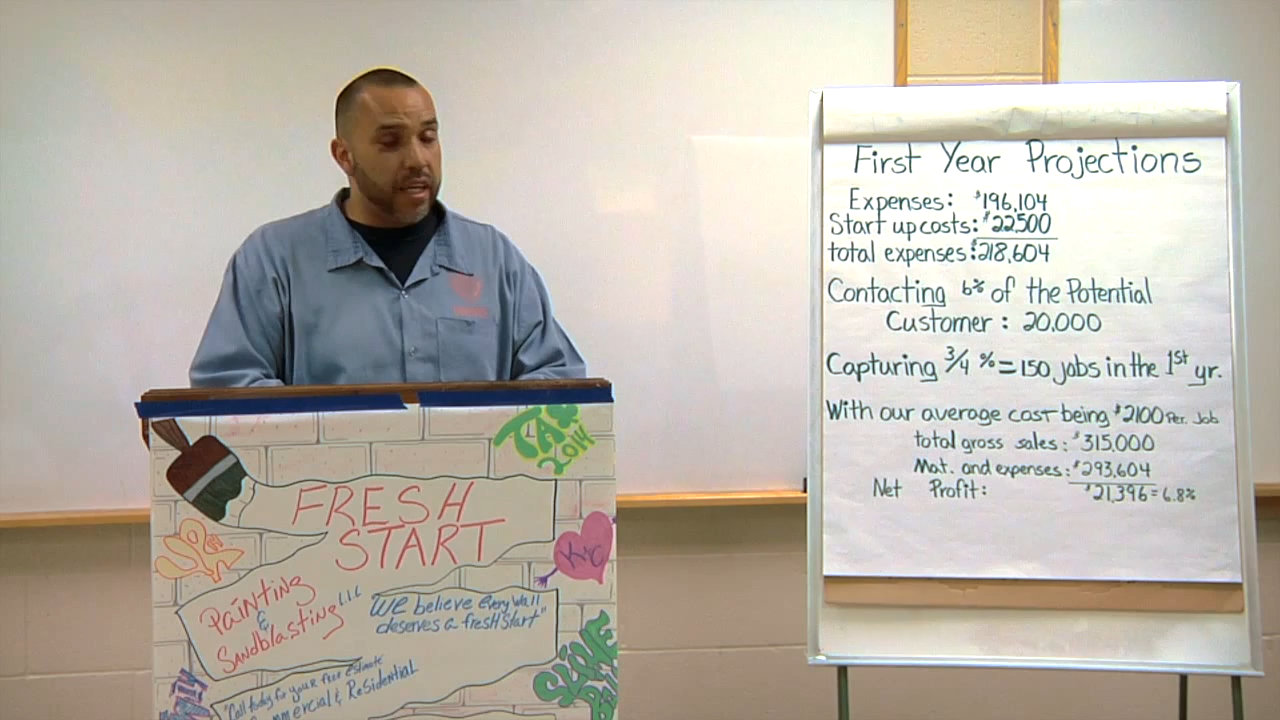 First Year Projections
Expenses: $196,104
Start up costs: $22,500
total expenses: $218,604
Contacting 6% of the Potential
Customer: 20,000
Capturing 3/4 % = 150 jobs in the 1st yr.
With our average cost being $2100 Per. Job
total gross sales: $315,000
Mat. and expenses: $293,604
Net Profit: $21,396 = 6.8%
TAZ
2014
FRESH
START
K+C
Painting
&
Sandblasting LLC
"We believe every wall
deserves a fresh start"
"Call today for your free estimate
Commercial & Residential